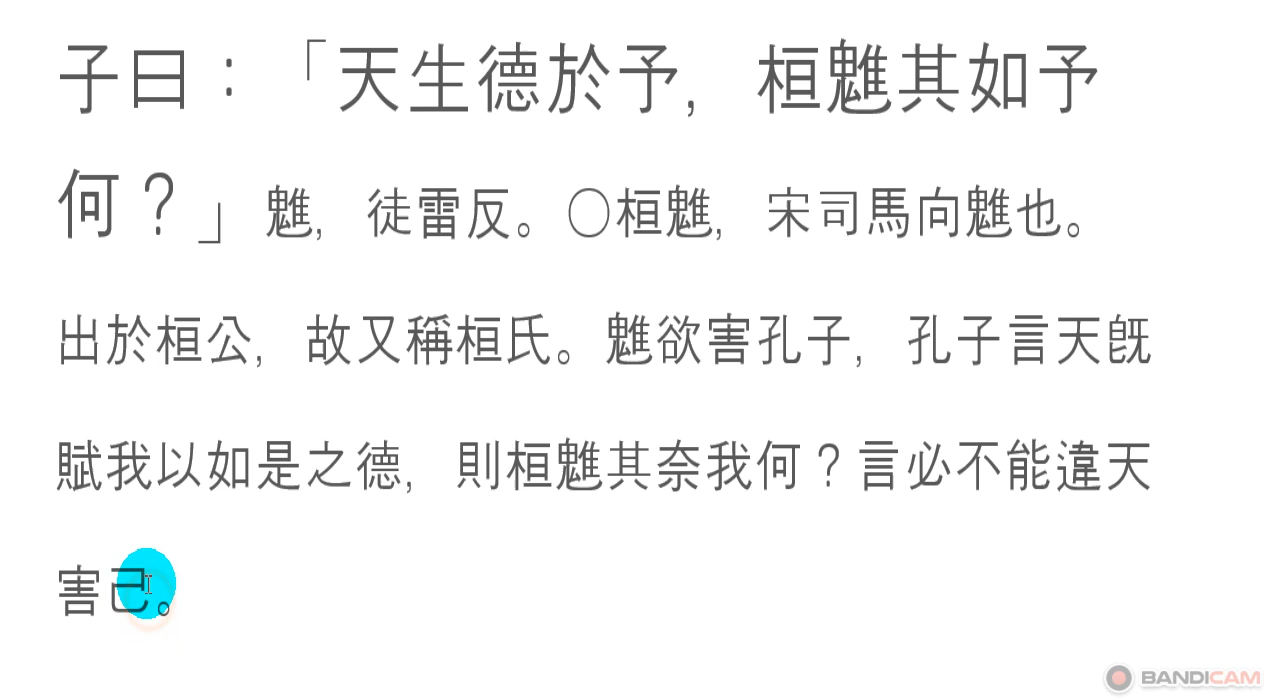 子曰：「天生德於予，桓魋其如予
何？」魋，徒雷反。○桓魋，宋司馬向魋也。
出於桓公，故又稱桓氏。魋欲害孔子，孔子言天旣
賦我以如是之德，則桓魋其奈我何？言必不能違天
害己。
BANDICAM